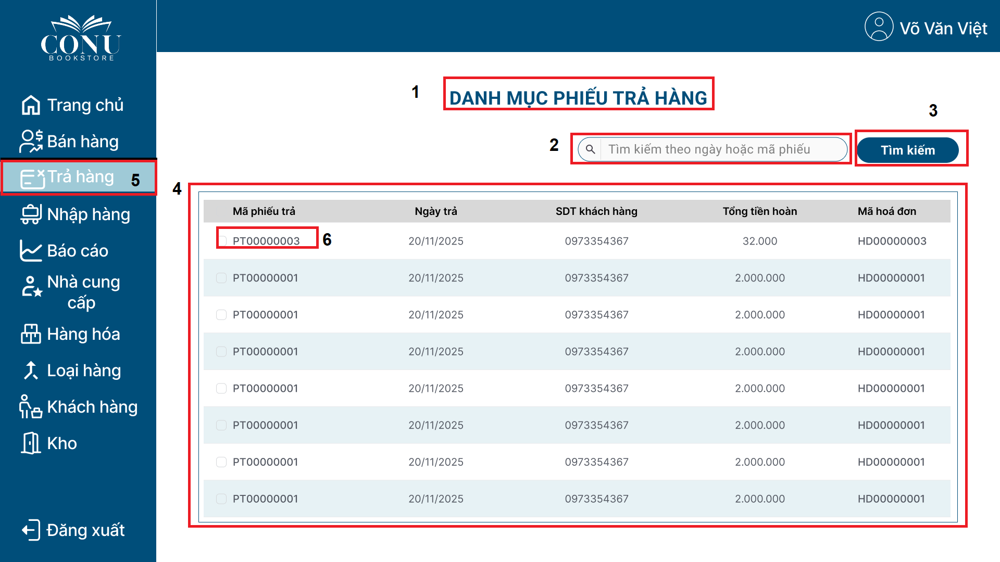 CONU
BOOKSTORE
Võ Văn Việt
Trang chủ
Bán hàng
Trả hàng
5
Nhập hàng
Báo cáo
Nhà cung
cấp
Hàng hóa
Loại hàng
Khách hàng
Kho
Đăng xuất
1
DANH MỤC PHIẾU TRẢ HÀNG
2
Tìm kiếm theo ngày hoặc mã phiếu
3
Tìm kiếm
4
Mã phiếu trả Ngày trả SDT khách hàng Tổng tiền hoàn Mã hoá đơn
PT00000003 6 20/11/2025 0973354367 32.000 HD00000003
PT00000001 20/11/2025 0973354367 2.000.000 HD00000001
PT00000001 20/11/2025 0973354367 2.000.000 HD00000001
PT00000001 20/11/2025 0973354367 2.000.000 HD00000001
PT00000001 20/11/2025 0973354367 2.000.000 HD00000001
PT00000001 20/11/2025 0973354367 2.000.000 HD00000001
PT00000001 20/11/2025 0973354367 2.000.000 HD00000001
PT00000001 20/11/2025 0973354367 2.000.000 HD00000001